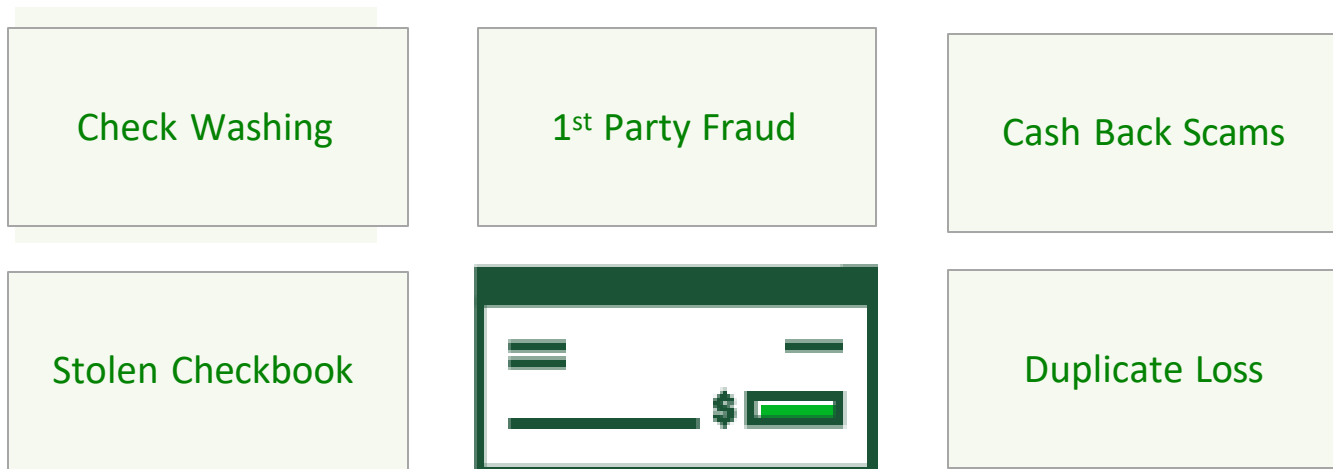 Check Washing
1st Party Fraud
Cash Back Scams
Stolen Checkbook
$
Duplicate Loss